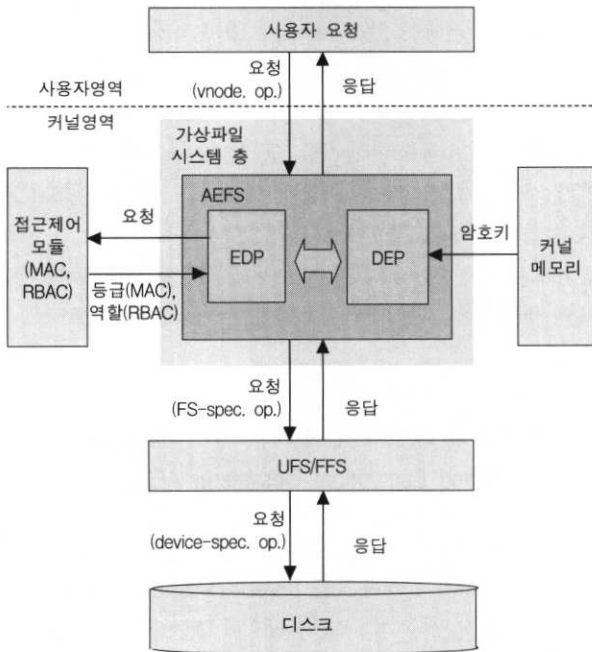 사용자 요청
요청
(vnode. op.)
응답
사용자영역
커널영역
가상파일
시스템 층
AEFS
접근제어
모듈
(MAC,
RBAC)
요청
EDP
DEP
암호키
커널
메모리
등급(MAC),
역할(RBAC)
요청
(FS-spec. op.)
응답
UFS/FFS
요청
(device-spec. op.)
응답
디스크